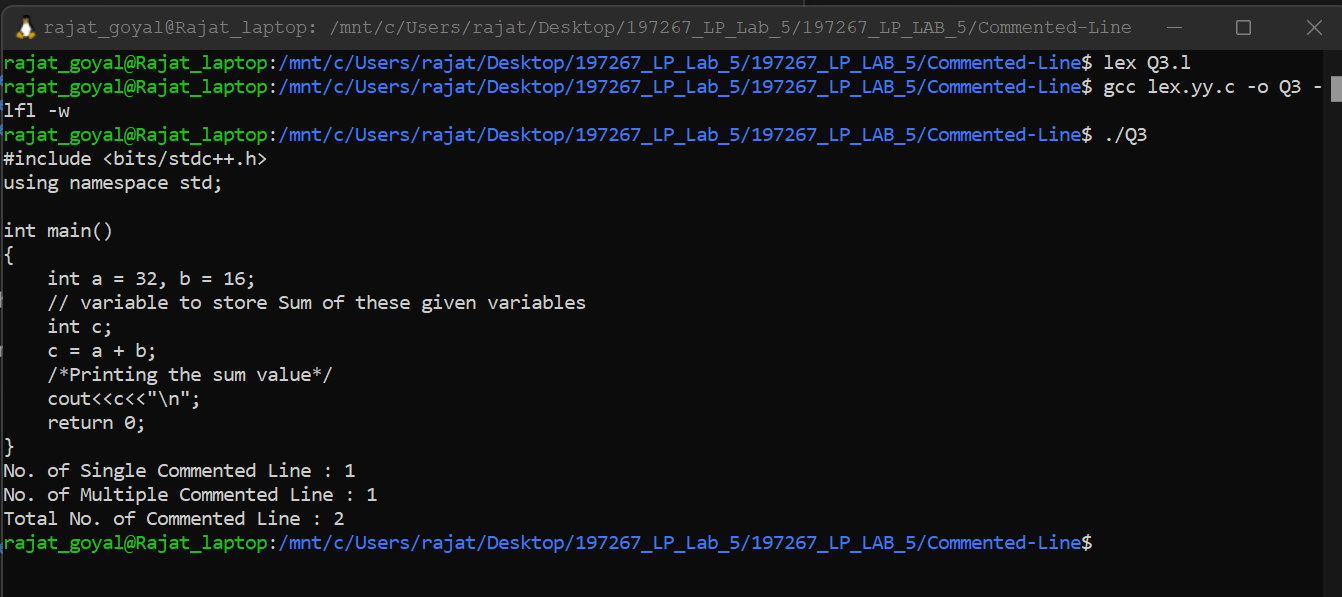 rajat_goyal@Rajat_laptop: /mnt/c/Users/rajat/Desktop/197267_LP_Lab_5/197267_LP_LAB_5/Commented-Line
rajat_goyal@Rajat_laptop:/mnt/c/Users/rajat/Desktop/197267_LP_Lab_5/197267_LP_LAB_5/Commented-Line$ lex Q3.l
rajat_goyal@Rajat_laptop:/mnt/c/Users/rajat/Desktop/197267_LP_Lab_5/197267_LP_LAB_5/Commented-Line$ gcc lex.yy.c -o Q3 -
lfl -w
rajat_goyal@Rajat_laptop:/mnt/c/Users/rajat/Desktop/197267_LP_Lab_5/197267_LP_LAB_5/Commented-Line$ ./Q3
#include <bits/stdc++.h>
using namespace std;

int main()
{
    int a = 32, b = 16;
    // variable to store Sum of these given variables
    int c;
    c = a + b;
    /*Printing the sum value*/
    cout<<c<<"\n";
    return 0;
}
No. of Single Commented Line : 1
No. of Multiple Commented Line : 1
Total No. of Commented Line : 2
rajat_goyal@Rajat_laptop:/mnt/c/Users/rajat/Desktop/197267_LP_Lab_5/197267_LP_LAB_5/Commented-Line$